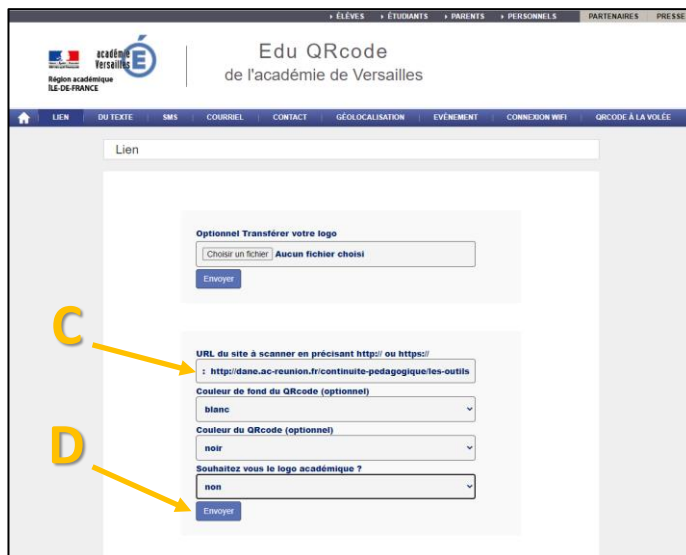 ÉLÈVES ÉTUDIANTS PARENTS PERSONNELS PARTENAIRES PRESSE
académie
Versailles
É
Région académique
ÎLE-DE-FRANCE
Edu QRcode
de l'académie de Versailles
LIEN DU TEXTE SMS COURRIEL CONTACT GÉOLOCALISATION EVÈNEMENT CONNEXION WIFI QRCODE À LA VOLÉE
Lien
Optionnel Transférer votre logo
Choisir un fichier Aucun fichier choisi
Envoyer
C
URL du site à scanner en précisant http:// ou https://
: http://dane.ac-reunion.fr/continuite-pedagogique/les-outils
Couleur de fond du QRcode (optionnel)
blanc
Couleur du QRcode (optionnel)
noir
D
Souhaitez vous le logo académique ?
non
Envoyer